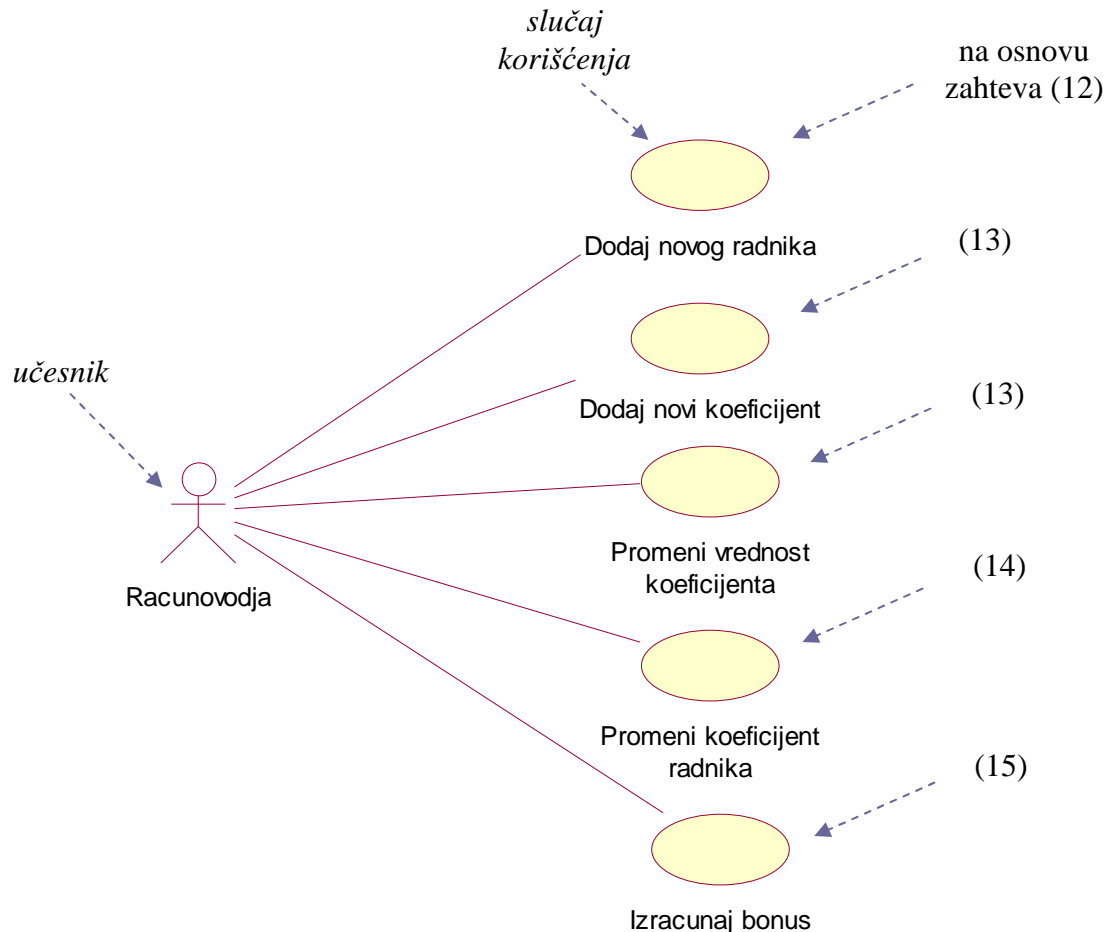 slučaj
korišćenja
na osnovu
zahteva (12)
Dodaj novog radnika
(13)
učesnik
Dodaj novi koeficijent
(13)
Racunovodja
Promeni vrednost
koeficijenta
(14)
Promeni koeficijent
radnika
(15)
Izracunaj bonus